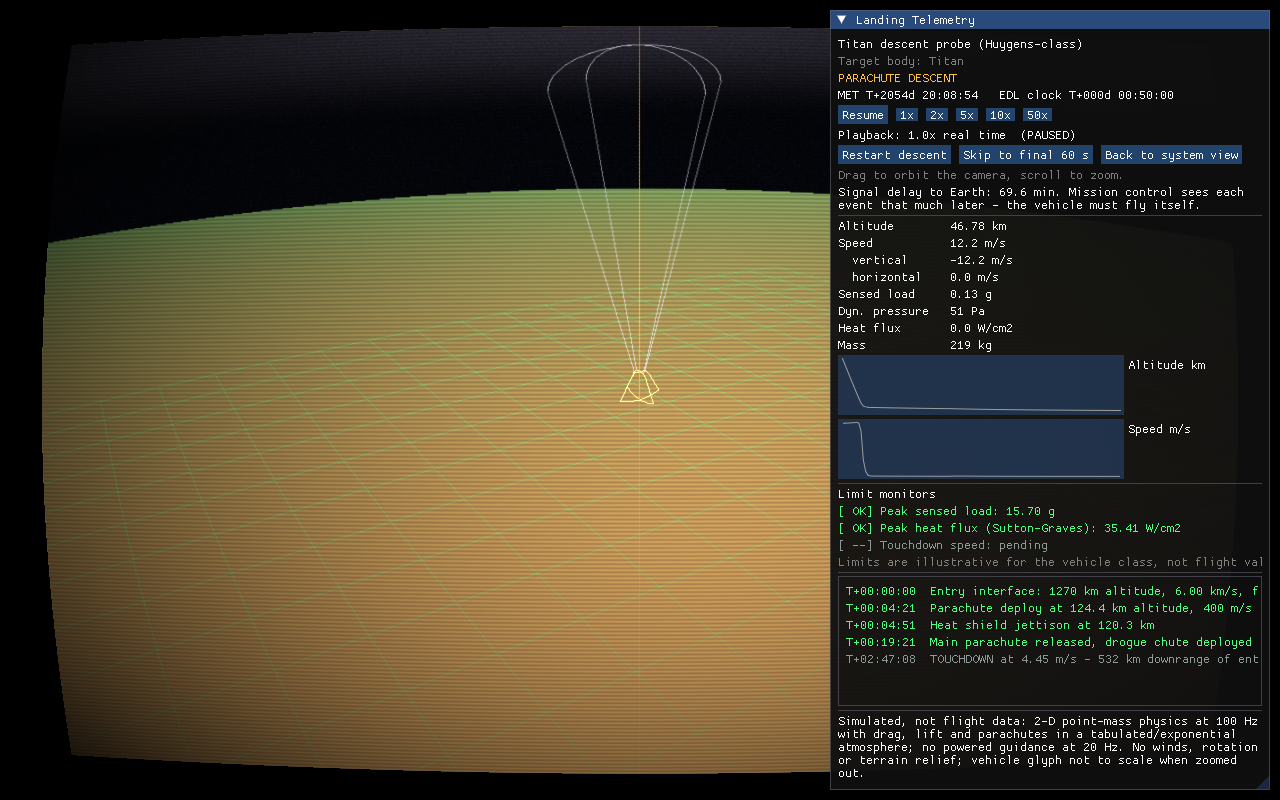 ▼ Landing Telemetry
Titan descent probe (Huygens-class)
Target body: Titan
PARACHUTE DESCENT
MET T+2054d 20:08:54   EDL clock T+000d 00:50:00
Resume 1x 2x 5x 10x 50x
Playback: 1.0x real time  (PAUSED)
Restart descent Skip to final 60 s Back to system view
Drag to orbit the camera, scroll to zoom.
Signal delay to Earth: 69.6 min. Mission control sees each
event that much later - the vehicle must fly itself.
Altitude 46.78 km
Speed 12.2 m/s
vertical -12.2 m/s
horizontal 0.0 m/s
Sensed load 0.13 g
Dyn. pressure 51 Pa
Heat flux 0.0 W/cm2
Mass 219 kg
Altitude km
Speed m/s
Limit monitors
[ OK] Peak sensed load: 15.70 g
[ OK] Peak heat flux (Sutton-Graves): 35.41 W/cm2
[ --] Touchdown speed: pending
Limits are illustrative for the vehicle class, not flight val
T+00:00:00  Entry interface: 1270 km altitude, 6.00 km/s, f
T+00:04:21  Parachute deploy at 124.4 km altitude, 400 m/s
T+00:04:51  Heat shield jettison at 120.3 km
T+00:19:21  Main parachute released, drogue chute deployed
T+02:47:08  TOUCHDOWN at 4.45 m/s - 532 km downrange of ent
Simulated, not flight data: 2-D point-mass physics at 100 Hz
with drag, lift and parachutes in a tabulated/exponential
atmosphere; no powered guidance at 20 Hz. No winds, rotation
or terrain relief; vehicle glyph not to scale when zoomed
out.